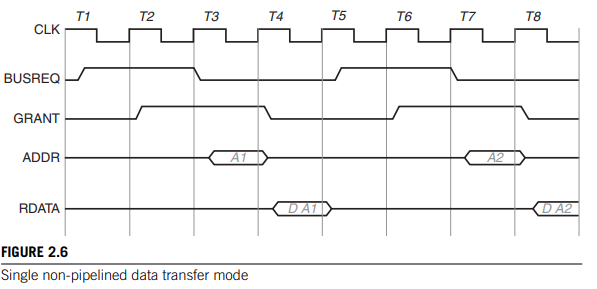 T1 T2 T3 T4 T5 T6 T7 T8
CLK
BUSREQ
GRANT
ADDR A1 A2
RDATA D A1 D A2
FIGURE 2.6
Single non-pipelined data transfer mode